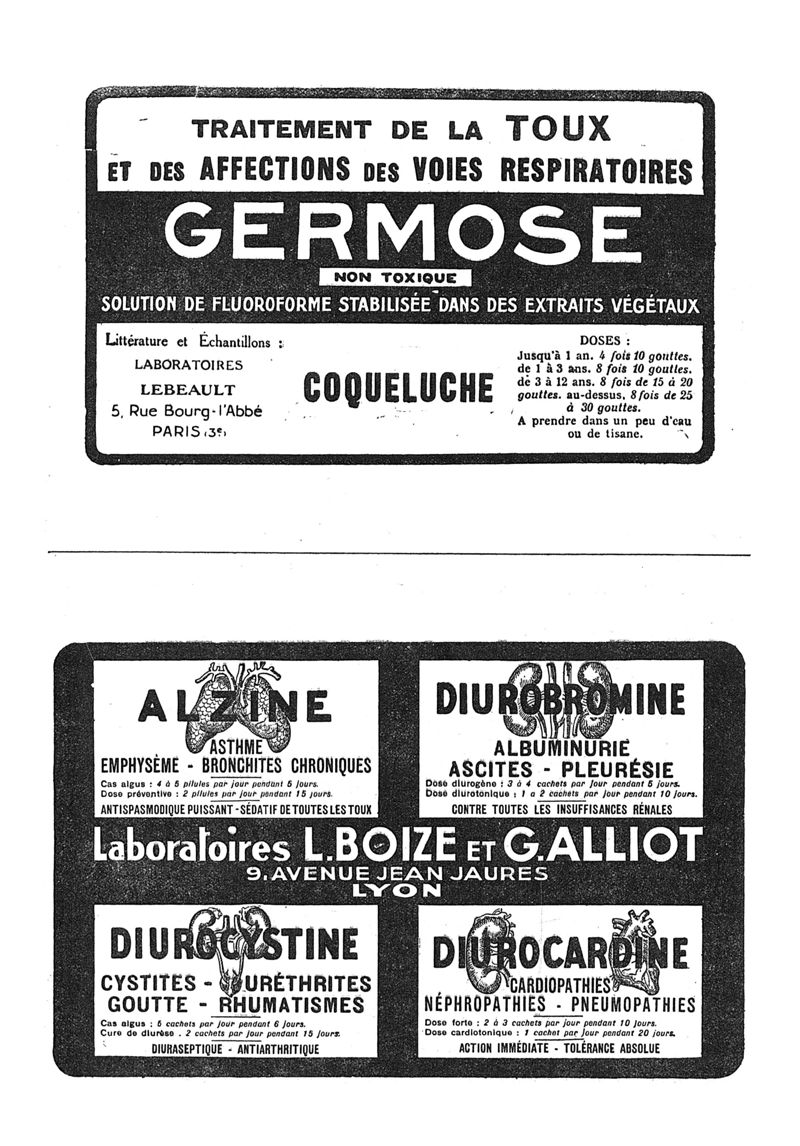 TRAITEMENT DE LA TOUX
ET DES AFFECTIONS DES VOIES RESPIRATOIRES
GERMOSE
NON TOXIQUE
SOLUTION DE FLUOROFORME STABILISÉE DANS DES EXTRAITS VÉGÉTAUX
Littérature et Échantillons :
LABORATOIRES
LEBEAULT
5, Rue Bourg-l'Abbé
PARIS (3e)
COQUELUCHE
DOSES :
Jusqu'à 1 an. 4 fois 10 gouttes.
de 1 à 3 ans. 8 fois 10 gouttes.
de 3 à 12 ans. 8 fois de 15 à 20
gouttes. au-dessus, 8 fois de 25
à 30 gouttes.
A prendre dans un peu d'eau
ou de tisane.
ALZINE
ASTHME
EMPHYSÈME - BRONCHITES CHRONIQUES
Cas aigus : 4 à 5 pilules par jour pendant 5 jours.
Dose préventive : 2 pilules par jour pendant 15 jours.
ANTISPASMODIQUE PUISSANT - SÉDATIF DE TOUTES LES TOUX
DIUROBROMINE
ALBUMINURIE
ASCITES - PLEURÉSIE
Dose diurogène : 3 à 4 cachets par jour pendant 5 jours.
Dose diurotonique : 1 à 2 cachets par jour pendant 10 jours.
CONTRE TOUTES LES INSUFFISANCES RÉNALES
Laboratoires L.BOIZE ET G.ALLIOT
9. AVENUE JEAN JAURES
LYON
DIUROCYSTINE
CYSTITES - URÉTHRITES
GOUTTE - RHUMATISMES
Cas aigus : 5 cachets par jour pendant 6 jours.
Cure de diurèse . 2 cachets par jour pendant 15 jours.
DIURASEPTIQUE - ANTIARTHRITIQUE
DIUROCARDINE
CARDIOPATHIES
NÉPHROPATHIES - PNEUMOPATHIES
Dose forte : 2 à 3 cachets par jour pendant 10 jours.
Dose cardiotonique : 1 cachet par jour pendant 20 jours.
ACTION IMMÉDIATE - TOLÉRANCE ABSOLUE